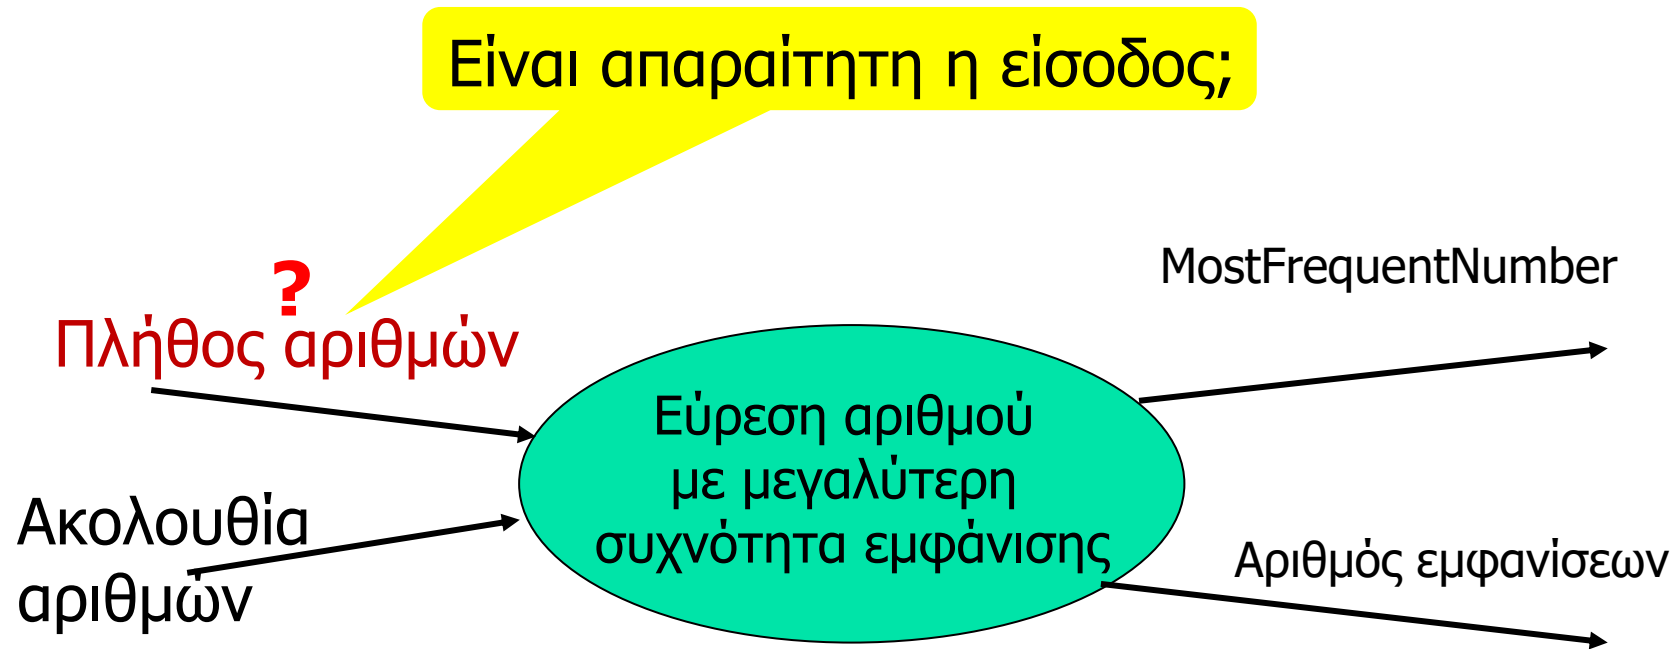 Είναι απαραίτητη η είσοδος;
?
Πλήθος αριθμών
Ακολουθία
αριθμών
Εύρεση αριθμού
με μεγαλύτερη
συχνότητα εμφάνισης
MostFrequentNumber
Αριθμός εμφανίσεων